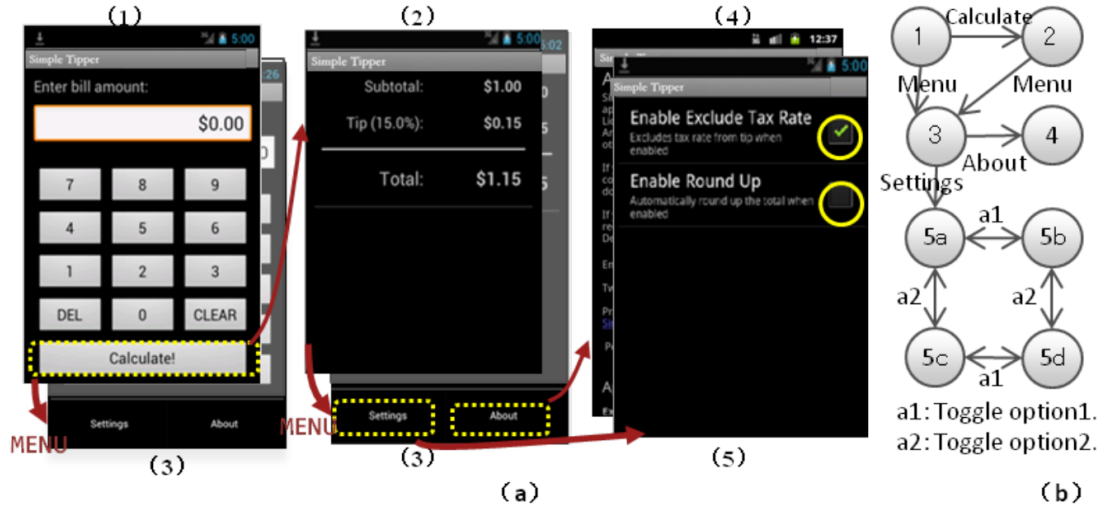 (1)
5:00
Simple Tipper
Enter bill amount:
$0.00
7 8 9
4 5 6
1 2 3
DEL 0 CLEAR
Calculate!
:26
Settings About
MENU
(3)
(2)
5:00
:02
Simple Tipper
Subtotal: $1.00
Tip (15.0%): $0.15
Total: $1.15
Settings About
MENU
(3)
(a)
(4)
12:37
5:00
Simple Tipper
Enable Exclude Tax Rate
Excludes tax rate from tip when
enabled
Enable Round Up
Automatically round up the total when
enabled
(5)
1 Calculate 2
Menu Menu
3 4
About
Settings
5a a1 5b
a2 a2
5c a1 5d
a1: Toggle option1.
a2: Toggle option2.
(b)